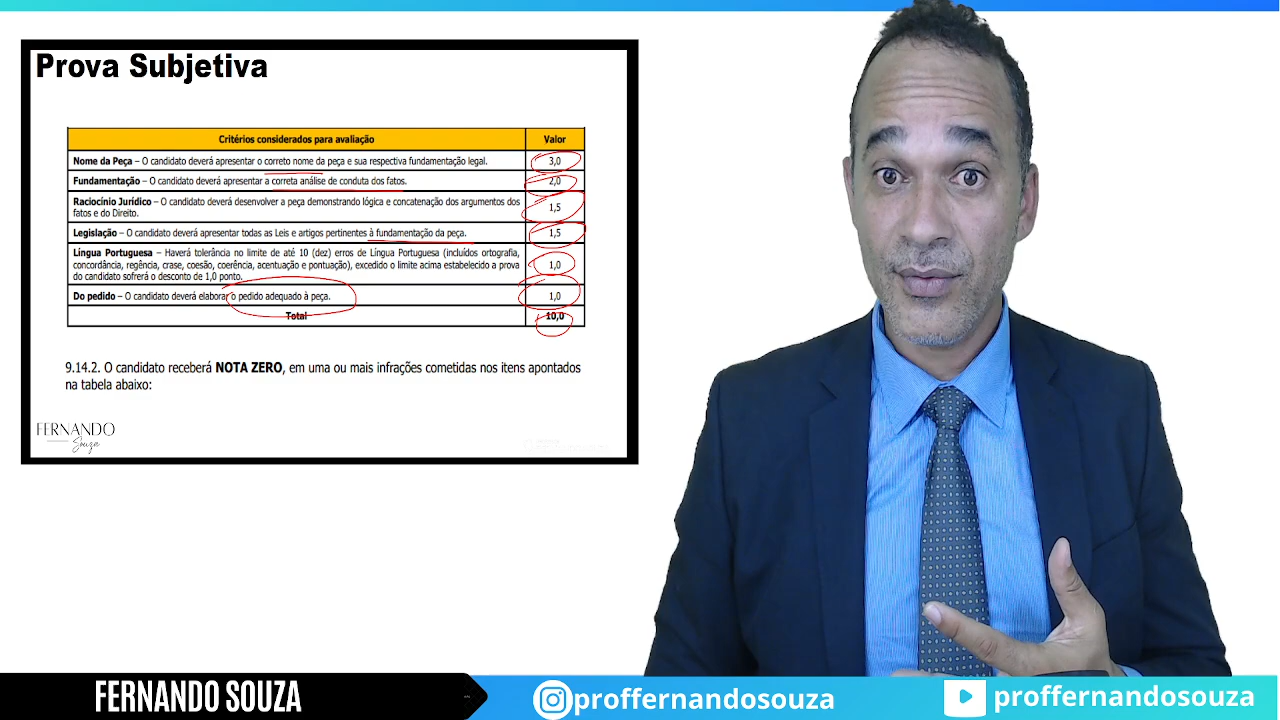 Prova Subjetiva
Critérios considerados para avaliação Valor
Nome da Peça – O candidato deverá apresentar o correto nome da peça e sua respectiva fundamentação legal. 3,0
Fundamentação – O candidato deverá apresentar a correta análise de conduta dos fatos. 2,0
Raciocínio Jurídico – O candidato deverá desenvolver a peça demonstrando lógica e concatenação dos argumentos dos
fatos e do Direito. 1,5
Legislação – O candidato deverá apresentar todas as Leis e artigos pertinentes à fundamentação da peça. 1,5
Língua Portuguesa – Haverá tolerância no limite de até 10 (dez) erros de Língua Portuguesa (incluídos ortografia,
concordância, regência, crase, coesão, coerência, acentuação e pontuação), excedido o limite acima estabelecido a prova
do candidato sofrerá o desconto de 1,0 ponto. 1,0
Do pedido – O candidato deverá elaborar o pedido adequado à peça. 1,0
Total 10,0
9.14.2. O candidato receberá NOTA ZERO, em uma ou mais infrações cometidas nos itens apontados
na tabela abaixo:
FERNANDO
Souza
FERNANDO SOUZA
proffernandosouza
proffernandosouza